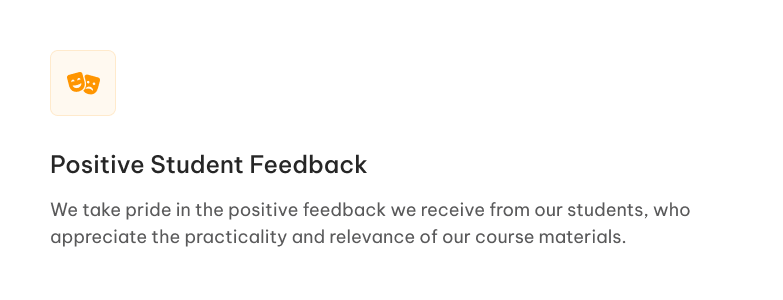 Positive Student Feedback
We take pride in the positive feedback we receive from our students, who
appreciate the practicality and relevance of our course materials.